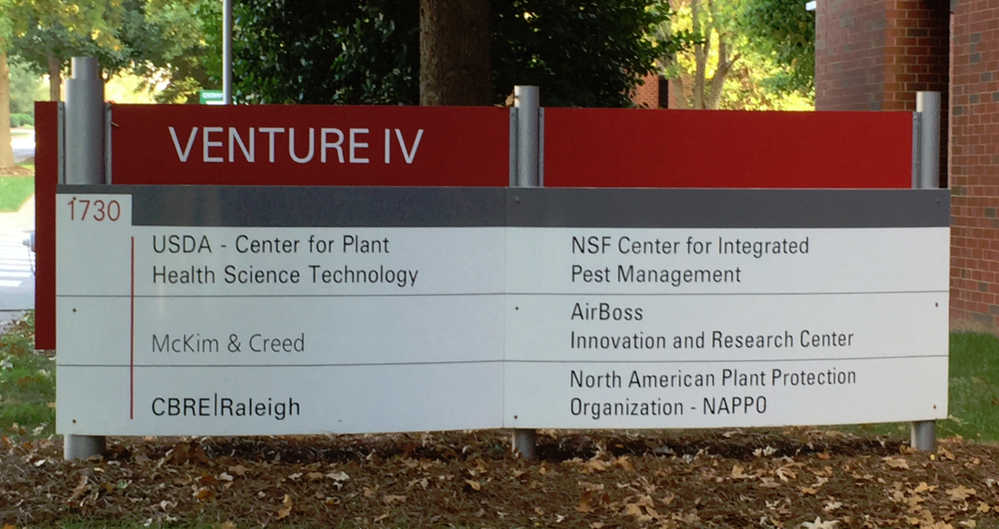 VENTURE IV
1730
USDA - Center for Plant
Health Science Technology
McKim & Creed
CBRE|Raleigh
NSF Center for Integrated
Pest Management
AirBoss
Innovation and Research Center
North American Plant Protection
Organization - NAPPO